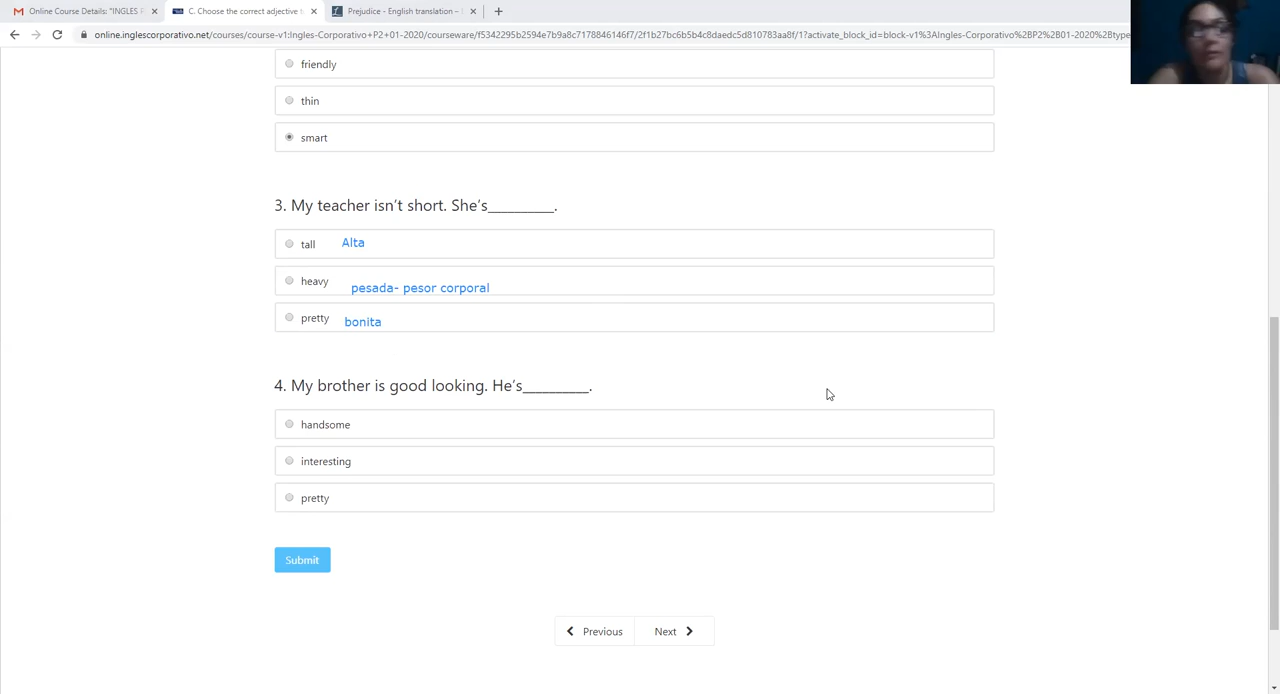 Online Course Details: "INGLES P
C. Choose the correct adjective t
Prejudice - English translation – L
online.inglescorporativo.net/courses/course-v1:Ingles-Corporativo+P2+01-2020/courseware/f5342295b2594e7b9a8c7178846146f7/2f1b27bc6b5b4c8daedc5d810783aa8f/1?activate_block_id=block-v1%3AIngles-Corporativo%2BP2%2B01-2020%2Btype
friendly
thin
smart
3. My teacher isn't short. She's_________.
tall Alta
heavy pesada- pesor corporal
pretty bonita
4. My brother is good looking. He's_________.
handsome
interesting
pretty
Submit
Previous Next